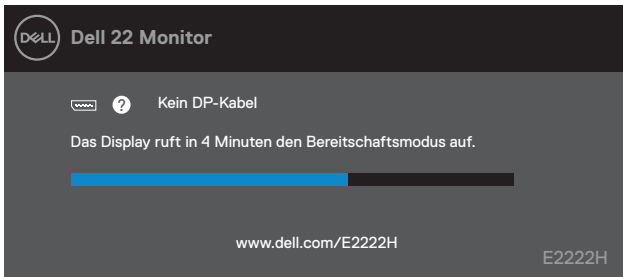 DELL Dell 22 Monitor
? Kein DP-Kabel
Das Display ruft in 4 Minuten den Bereitschaftsmodus auf.
www.dell.com/E2222H
E2222H